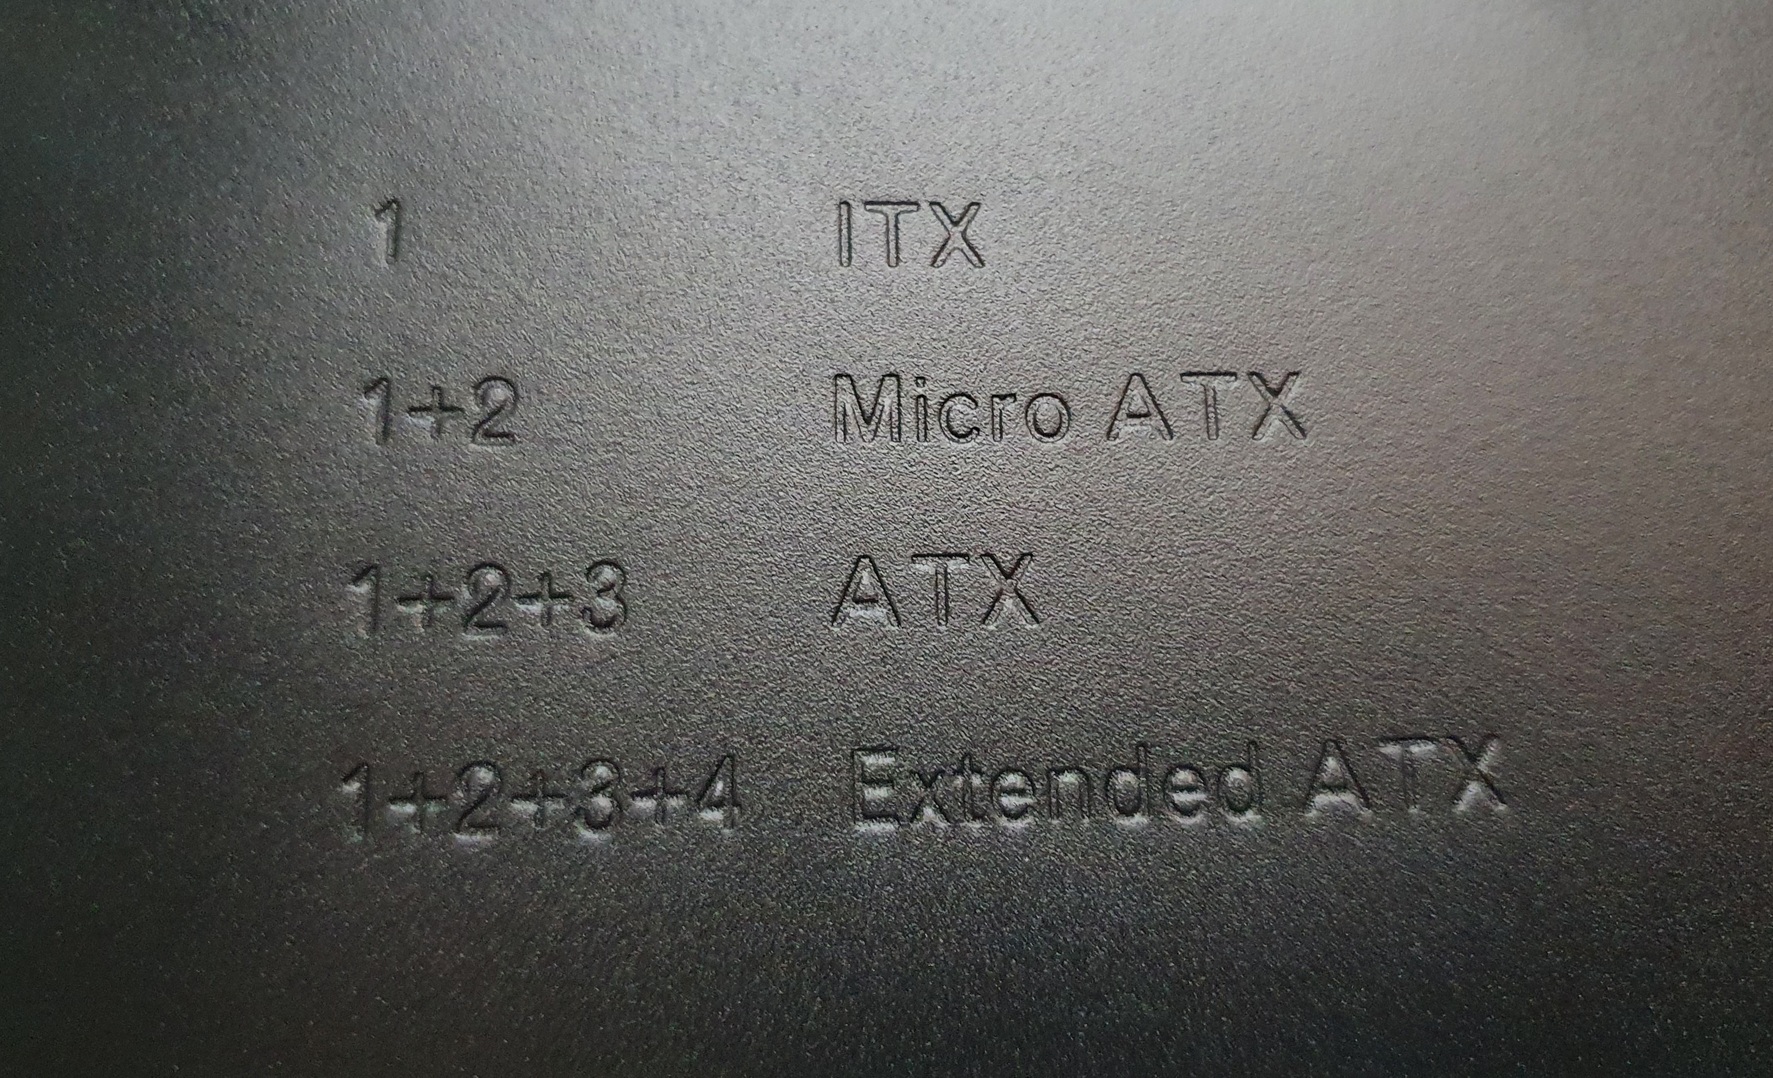 1 ITX
1+2 Micro ATX
1+2+3 ATX
1+2+3+4 Extended ATX